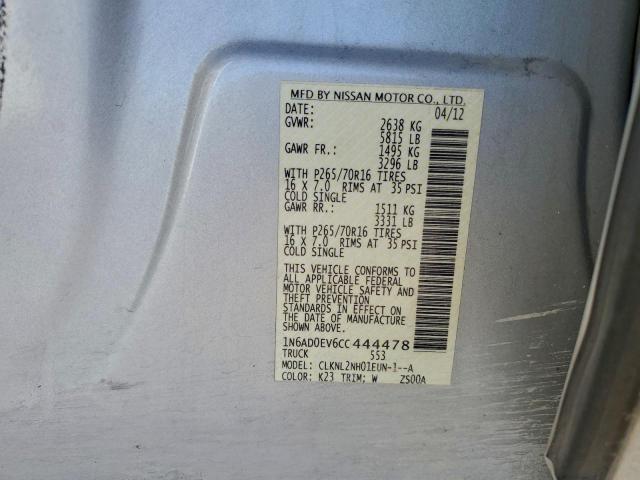 MFD BY NISSAN MOTOR CO., LTD.
DATE: 04/12
GVWR: 2638 KG
5815 LB
GAWR FR.: 1495 KG
3296 LB
WITH P265/70R16 TIRES
16 X 7.0 RIMS AT 35 PSI
COLD SINGLE
GAWR RR.: 1511 KG
3331 LB
WITH P265/70R16 TIRES
16 X 7.0 RIMS AT 35 PSI
COLD SINGLE
THIS VEHICLE CONFORMS TO
ALL APPLICABLE FEDERAL
MOTOR VEHICLE SAFETY AND
THEFT PREVENTION
STANDARDS IN EFFECT ON
THE DATE OF MANUFACTURE
SHOWN ABOVE.
1N6AD0EV6CC444478
TRUCK 553
MODEL: CLKNL2NH01EUN-1--A
COLOR: K23 TRIM: W ZS00A